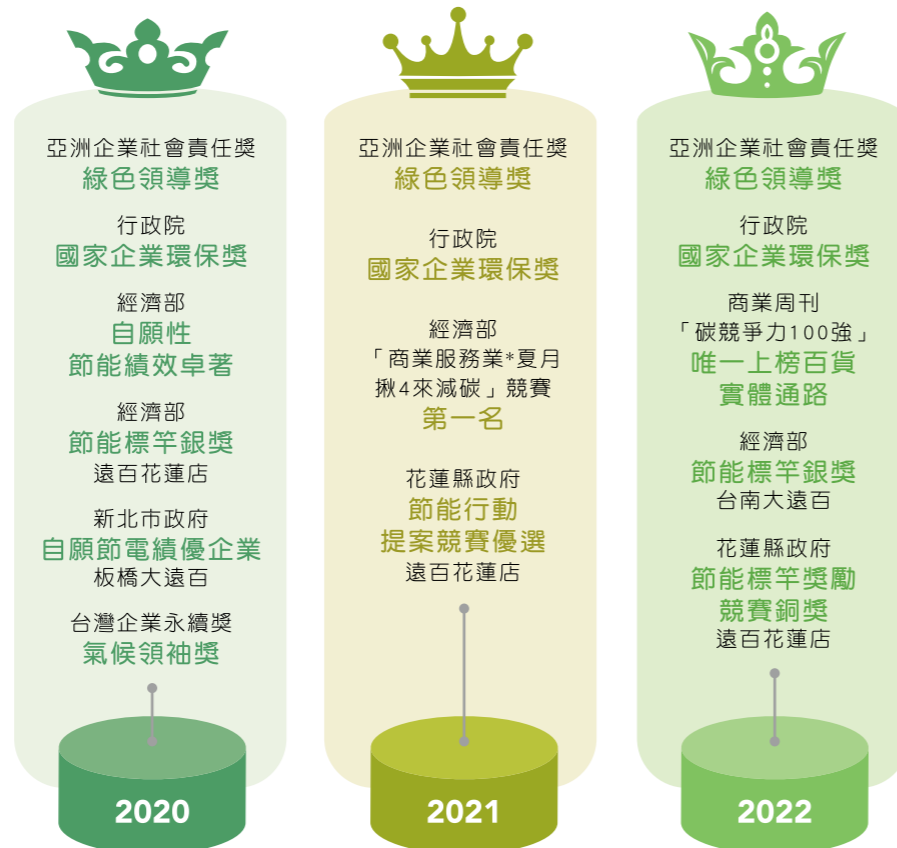 亞洲企業社會責任獎
綠色領導獎
行政院
國家企業環保獎
經濟部
自願性
節能績效卓著
經濟部
節能標竿銀獎
遠百花蓮店
新北市政府
自願節電績優企業
板橋大遠百
台灣企業永續獎
氣候領袖獎
2020
亞洲企業社會責任獎
綠色領導獎
行政院
國家企業環保獎
經濟部
「商業服務業*夏月
揪4來減碳」競賽
第一名
花蓮縣政府
節能行動
提案競賽優選
遠百花蓮店
2021
亞洲企業社會責任獎
綠色領導獎
行政院
國家企業環保獎
商業周刊
「碳競爭力100強」
唯一上榜百貨
實體通路
經濟部
節能標竿銀獎
台南大遠百
花蓮縣政府
節能標竿獎勵
競賽銅獎
遠百花蓮店
2022